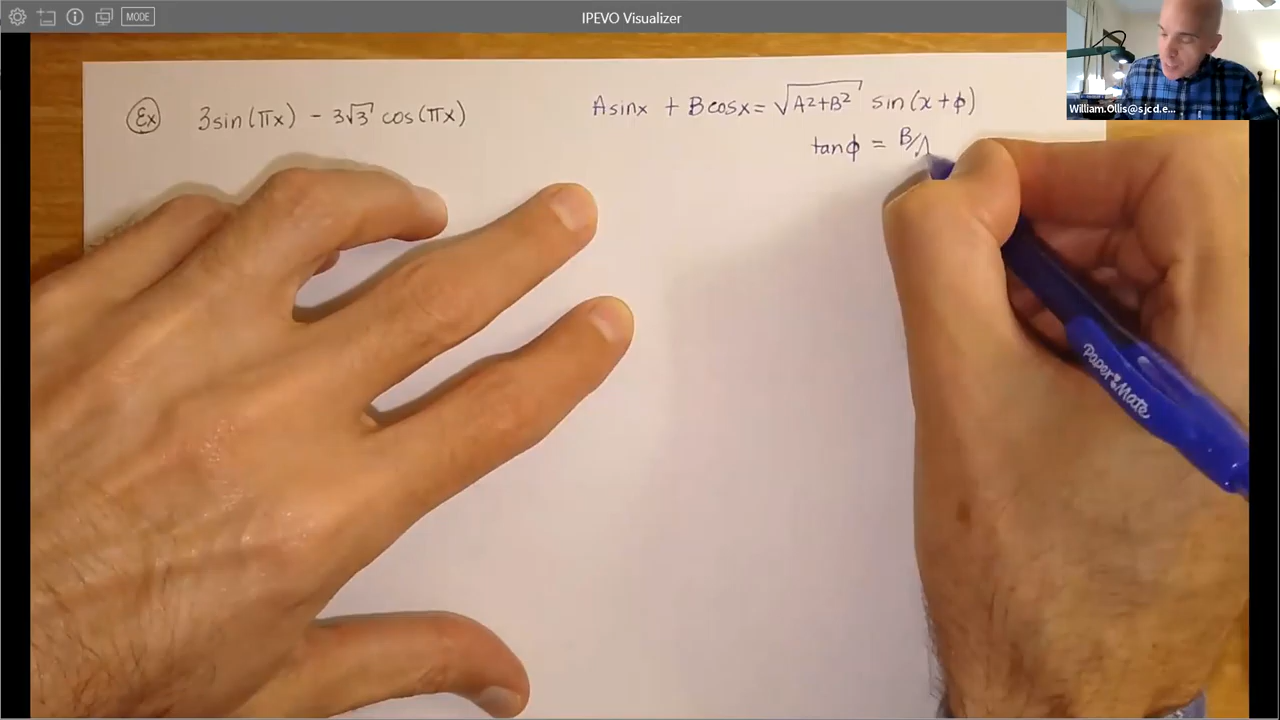 MODE
IPEVO Visualizer
William.Ollis@sjcd.e...
Ex 3sin(πx) - 3√3 cos(πx)
Asinx + Bcosx = √A²+B² sin(x+ϕ)
tanϕ = B/A
Paper Mate